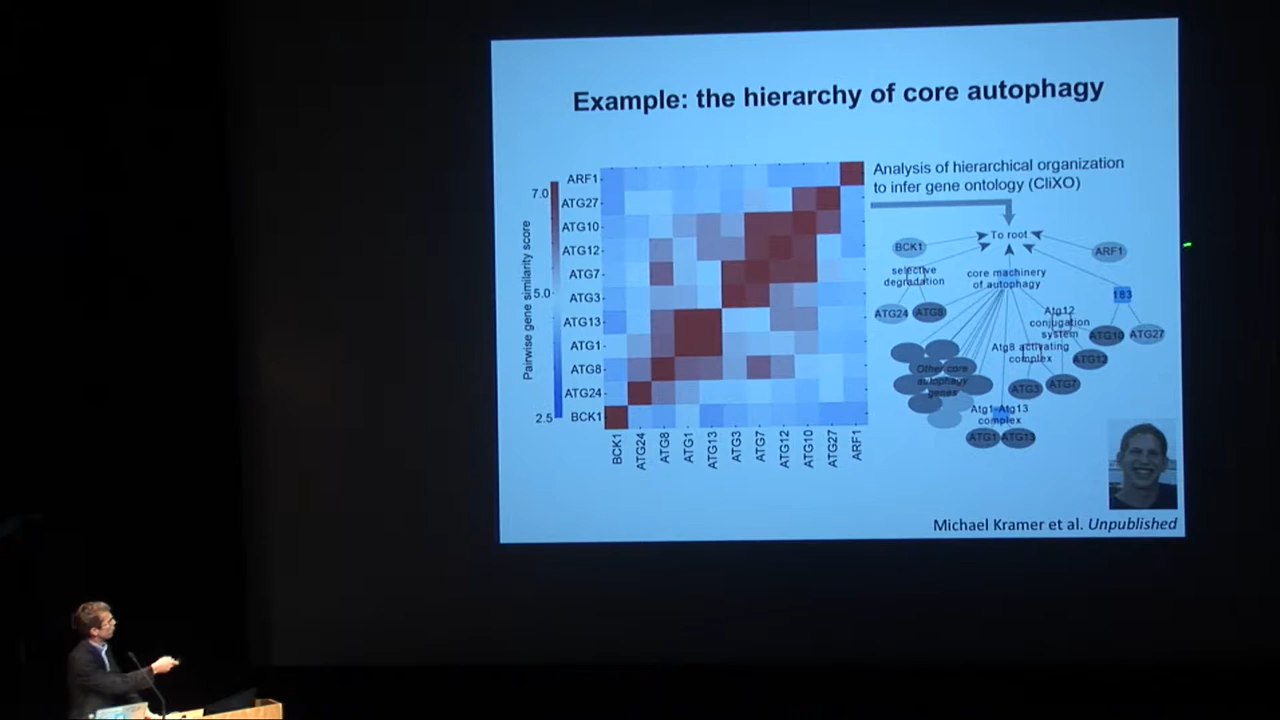 Example: the hierarchy of core autophagy
Pairwise gene similarity score
7.0
5.0
2.5
ARF1
ATG27
ATG10
ATG12
ATG7
ATG3
ATG13
ATG1
ATG8
ATG24
BCK1
BCK1
ATG24
ATG8
ATG1
ATG13
ATG3
ATG7
ATG12
ATG10
ATG27
ARF1
Analysis of hierarchical organization
to infer gene ontology (CliXO)
To root
BCK1
ARF1
selective
degradation
core machinery
of autophagy
183
ATG24
ATG8
Atg12
conjugation
system
ATG10
ATG27
Atg8 activating
complex
ATG12
Other core
autophagy
genes
ATG3
ATG7
Atg1-Atg13
complex
ATG1
ATG13
Michael Kramer et al. Unpublished